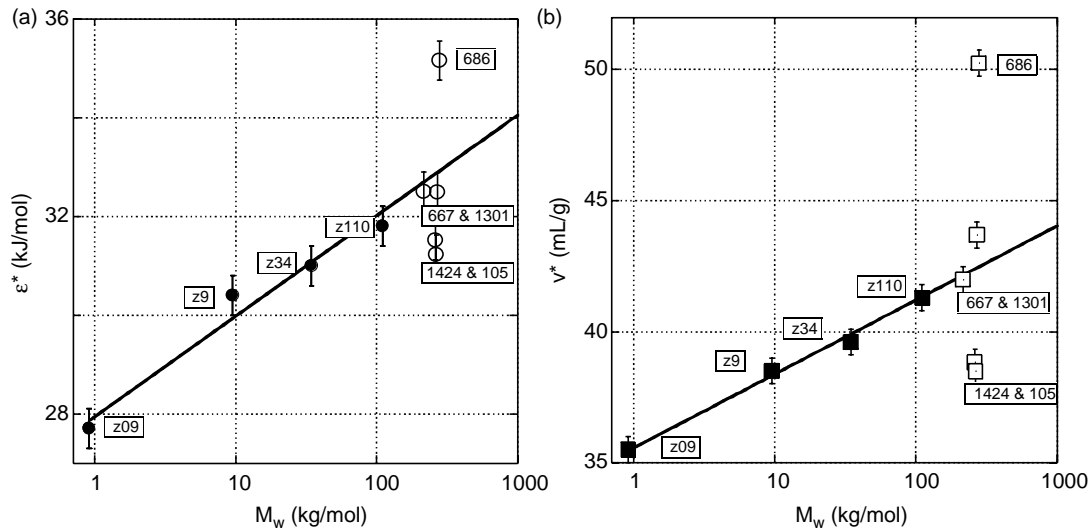 (a)
36
32
28
ε* (kJ/mol)
686
z110
667 & 1301
z34
1424 & 105
z9
z09
1
10
100
1000
M_w (kg/mol)
(b)
50
45
40
35
v* (mL/g)
686
z110
667 & 1301
z34
z9
1424 & 105
z09
1
10
100
1000
M_w (kg/mol)